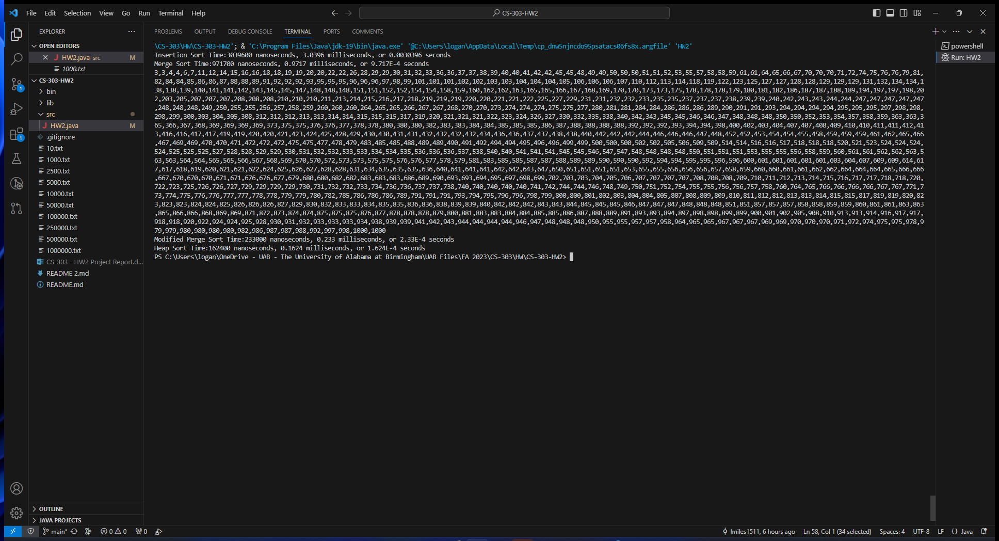 File Edit Selection View Go Run Terminal Help
CS-303-HW2
EXPLORER
OPEN EDITORS
HW2.java src M
1000.txt
CS-303-HW2
bin
lib
src
HW2.java M
.gitignore
10.txt
1000.txt
2500.txt
5000.txt
10000.txt
50000.txt
100000.txt
250000.txt
500000.txt
1000000.txt
CS-303 - HW2 Project Report.d...
README 2.md
README.md
OUTLINE
JAVA PROJECTS
1
1
PROBLEMS OUTPUT DEBUG CONSOLE TERMINAL PORTS COMMENTS
\CS-303\HW\CS-303-HW2'; & 'C:\Program Files\Java\jdk-19\bin\java.exe' '@C:\Users\logan\AppData\Local\Temp\cp_dnw5njncdo95psatacs06fs8x.argfile' 'HW2'
Insertion Sort Time:3039600 nanoseconds, 3.0396 milliseconds, or 0.0030396 seconds
Merge Sort Time:971700 nanoseconds, 0.9717 milliseconds, or 9.717E-4 seconds
3,3,4,4,6,7,11,12,14,15,16,16,18,18,19,19,20,20,22,22,26,28,29,29,30,31,32,33,36,36,37,37,38,39,40,40,41,42,42,45,45,48,49,49,50,50,50,51,51,52,53,55,57,58,58,59,61,61,64,65,66,67,70,70,70,71,72,74,75,76,76,79,81,
82,84,84,85,86,86,87,88,88,89,91,92,92,92,93,95,95,95,96,96,96,97,98,99,101,101,101,102,102,103,103,104,104,104,105,106,106,106,107,110,112,113,114,118,119,122,123,125,127,127,128,128,129,129,129,131,132,134,134,1
38,138,139,140,141,141,142,143,145,145,147,148,148,148,151,151,152,152,154,154,158,159,160,162,162,163,165,165,166,167,168,169,170,170,173,173,175,178,178,178,179,180,181,182,186,187,187,188,189,194,197,197,198,20
2,203,205,207,207,207,208,208,208,210,210,210,211,213,214,215,216,217,218,219,219,219,220,220,221,221,222,225,227,229,231,231,232,232,233,235,235,237,237,237,238,239,239,240,242,243,243,244,244,247,247,247,247,247
,248,248,248,249,250,255,255,256,257,258,259,260,260,260,264,265,265,266,267,267,268,270,270,273,274,274,274,275,275,277,280,281,281,284,284,286,286,286,289,290,291,291,293,294,294,294,294,295,295,295,297,298,298,
298,299,300,303,304,305,308,312,312,312,313,313,314,314,315,315,315,317,319,320,321,321,322,323,324,326,327,330,332,335,338,340,342,343,345,345,346,346,347,348,348,348,350,350,352,353,354,357,358,359,363,363,3
65,366,367,368,369,369,369,369,373,375,375,376,376,377,378,378,380,380,380,382,383,383,384,384,385,385,385,386,387,388,388,388,388,392,392,392,393,394,394,398,400,402,403,404,407,407,408,409,410,410,411,411,412,41
3,416,416,417,417,419,419,420,420,421,423,424,425,428,429,430,430,431,431,432,432,432,432,434,436,436,437,437,438,438,440,442,442,442,444,446,446,446,447,448,452,452,453,454,454,455,458,459,459,459,461,462,465,466
,467,469,469,470,470,471,472,472,472,475,475,477,478,479,483,485,485,488,489,489,490,491,492,494,494,495,496,496,499,499,500,500,500,502,502,505,506,509,509,514,514,516,516,517,518,518,518,520,521,523,524,524,524,
524,525,525,525,527,528,528,529,529,530,531,532,532,533,533,534,534,535,536,536,536,537,538,540,540,541,541,541,545,545,546,547,547,548,548,548,548,550,551,551,551,553,555,555,556,558,559,560,561,561,562,562,563,5
63,563,564,564,565,565,566,567,568,569,570,570,572,573,573,575,575,576,576,577,578,579,581,583,585,585,587,587,588,589,589,590,590,590,592,594,594,595,595,596,596,600,601,601,601,601,601,603,604,607,609,609,614,61
7,617,618,619,620,621,621,622,624,625,626,627,628,628,631,634,635,635,635,636,640,641,641,641,642,642,643,647,650,651,651,651,651,653,655,655,656,656,656,657,658,659,660,660,661,661,662,662,664,664,664,665,666,666
,667,670,670,670,671,671,676,676,677,679,680,680,682,682,683,683,683,686,689,690,693,693,694,695,697,698,699,702,703,703,704,705,706,707,707,707,707,707,708,708,708,709,710,711,712,713,714,715,716,717,717,718,718,720,
722,723,725,726,726,727,729,729,729,729,730,731,732,732,733,734,736,736,737,737,738,740,740,740,740,740,741,742,744,744,746,748,749,750,751,752,754,755,755,756,756,757,758,760,764,765,766,766,766,766,767,767,771,7
73,774,775,776,776,777,777,778,778,779,779,780,782,785,786,786,786,789,791,791,791,793,794,795,796,796,798,799,800,800,801,802,803,804,804,805,807,808,809,809,810,811,812,812,813,813,814,815,815,817,819,819,820,82
3,823,823,824,824,825,826,826,827,829,830,832,833,833,834,835,835,836,836,838,839,839,840,842,842,842,843,843,844,845,845,845,846,847,847,847,848,848,848,851,851,857,857,857,858,858,859,859,860,861,861,863,863
,865,866,866,868,869,869,871,872,873,874,874,875,875,876,877,878,878,878,879,880,881,883,883,884,884,885,885,886,887,888,889,891,893,893,894,897,898,898,899,899,900,901,902,905,908,910,913,913,914,916,917,917,
918,918,920,922,924,924,925,928,930,931,932,933,933,933,934,938,939,939,941,942,943,944,944,944,944,946,947,948,948,948,950,955,955,957,957,958,964,965,965,967,967,967,969,969,970,970,970,971,972,974,975,975,978,9
79,979,980,980,980,980,982,986,987,987,988,992,997,998,1000,1000
Modified Merge Sort Time:233000 nanoseconds, 0.233 milliseconds, or 2.33E-4 seconds
Heap Sort Time:162400 nanoseconds, 0.1624 milliseconds, or 1.624E-4 seconds
PS C:\Users\logan\OneDrive - UAB - The University of Alabama at Birmingham\UAB Files\FA 2023\CS-303\HW\CS-303-HW2>
powershell
Run: HW2
main* 0 0 0
lmiles1511, 6 hours ago Ln 58, Col 1 (34 selected) Spaces: 4 UTF-8 LF {} Java